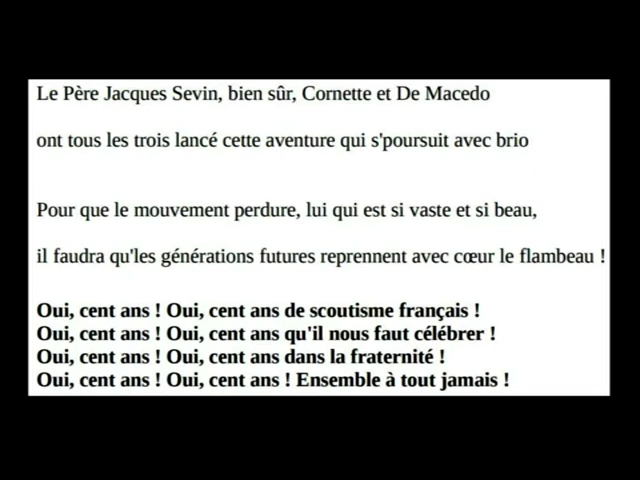 Le Père Jacques Sevin, bien sûr, Cornette et De Macedo
ont tous les trois lancé cette aventure qui s'poursuit avec brio
Pour que le mouvement perdure, lui qui est si vaste et si beau,
il faudra qu'les générations futures reprennent avec cœur le flambeau !
Oui, cent ans ! Oui, cent ans de scoutisme français !
Oui, cent ans ! Oui, cent ans qu'il nous faut célébrer !
Oui, cent ans ! Oui, cent ans dans la fraternité !
Oui, cent ans ! Oui, cent ans ! Ensemble à tout jamais !